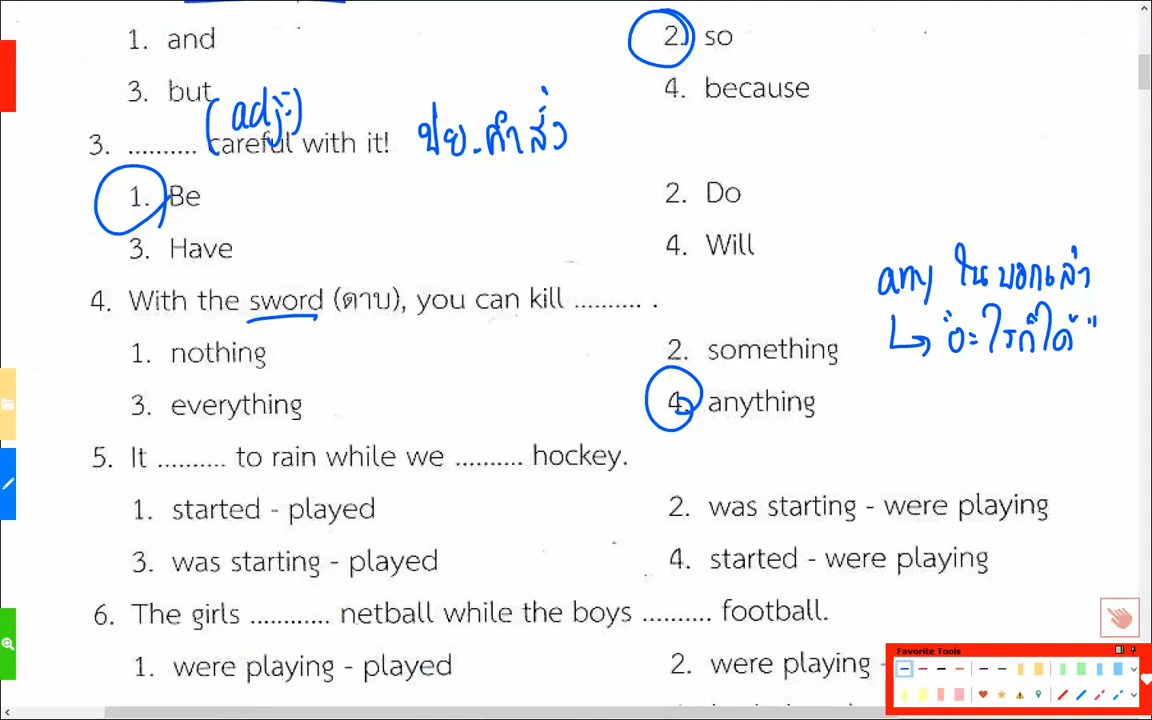 1. and
2. so
3. but
4. because
(adj.)
3. .......... careful with it! ปย.คำสั่ง
1. Be
2. Do
3. Have
4. Will
any ในบอกเล่า
↳ "อะไรก็ได้"
4. With the sword (ดาบ), you can kill .......... .
1. nothing
2. something
3. everything
4. anything
5. It .......... to rain while we .......... hockey.
1. started - played
2. was starting - were playing
3. was starting - played
4. started - were playing
6. The girls ............ netball while the boys .......... football.
1. were playing - played
2. were playing -
Favorite Tools